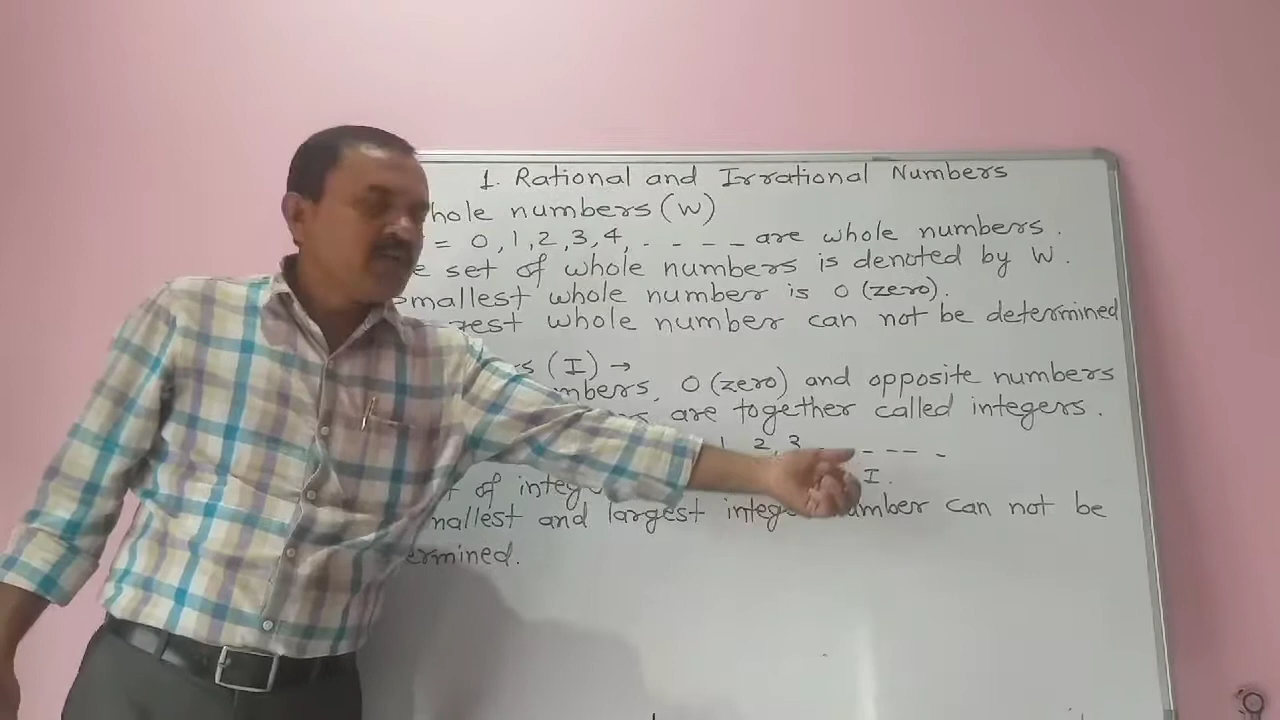 1. Rational and Irrational Numbers
hole numbers (W)
= 0, 1, 2, 3, 4, - - - - are whole numbers.
e set of whole numbers is denoted by W.
smallest whole number is 0 (zero).
gest whole number can not be determined
s (I) →
mbers, 0 (zero) and opposite numbers
are together called integers.
1, 2, 3 - - - - -
of integ I.
mallest and largest integ umber can not be
ermined.